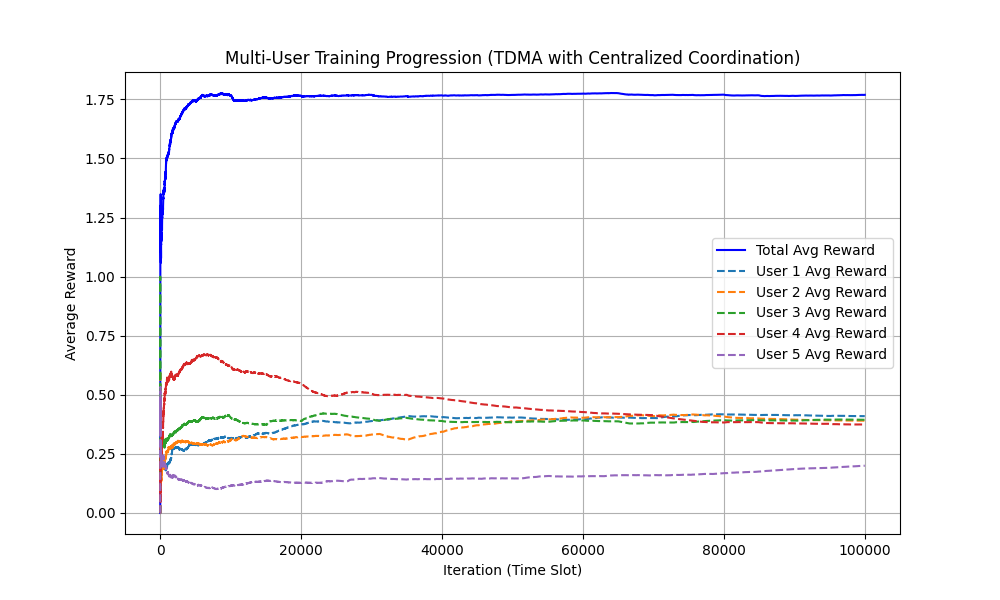 Multi-User Training Progression (TDMA with Centralized Coordination)
Average Reward
1.75
1.50
1.25
1.00
0.75
0.50
0.25
0.00
Total Avg Reward
User 1 Avg Reward
User 2 Avg Reward
User 3 Avg Reward
User 4 Avg Reward
User 5 Avg Reward
0 20000 40000 60000 80000 100000
Iteration (Time Slot)